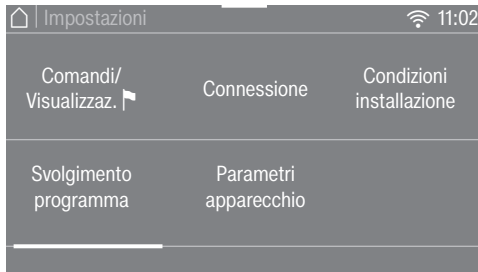 Impostazioni 11:02
Comandi/
Visualizzaz.
Connessione
Condizioni
installazione
Svolgimento
programma
Parametri
apparecchio